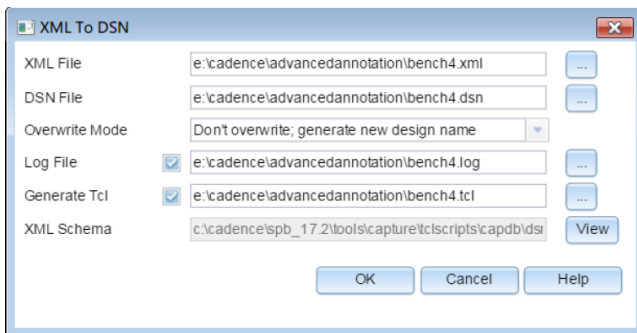 XML To DSN
XML File e:\cadence\advancedannotation\bench4.xml ...
DSN File e:\cadence\advancedannotation\bench4.dsn ...
Overwrite Mode Don't overwrite; generate new design name
Log File e:\cadence\advancedannotation\bench4.log ...
Generate Tcl e:\cadence\advancedannotation\bench4.tcl ...
XML Schema c:\cadence\spb_17.2\tools\capture\tclscripts\capdb\dsn View
OK Cancel Help